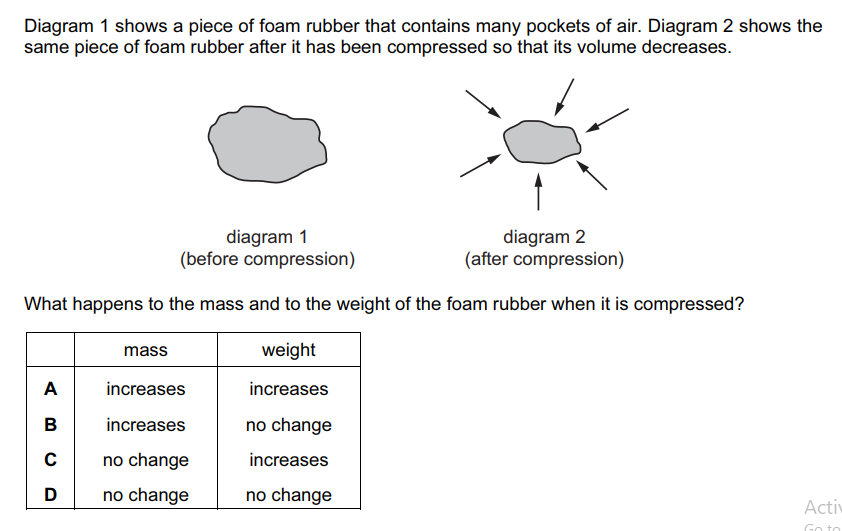 Diagram 1 shows a piece of foam rubber that contains many pockets of air. Diagram 2 shows the
same piece of foam rubber after it has been compressed so that its volume decreases.
diagram 1
(before compression)
diagram 2
(after compression)
What happens to the mass and to the weight of the foam rubber when it is compressed?
mass weight
A increases increases
B increases no change
C no change increases
D no change no change